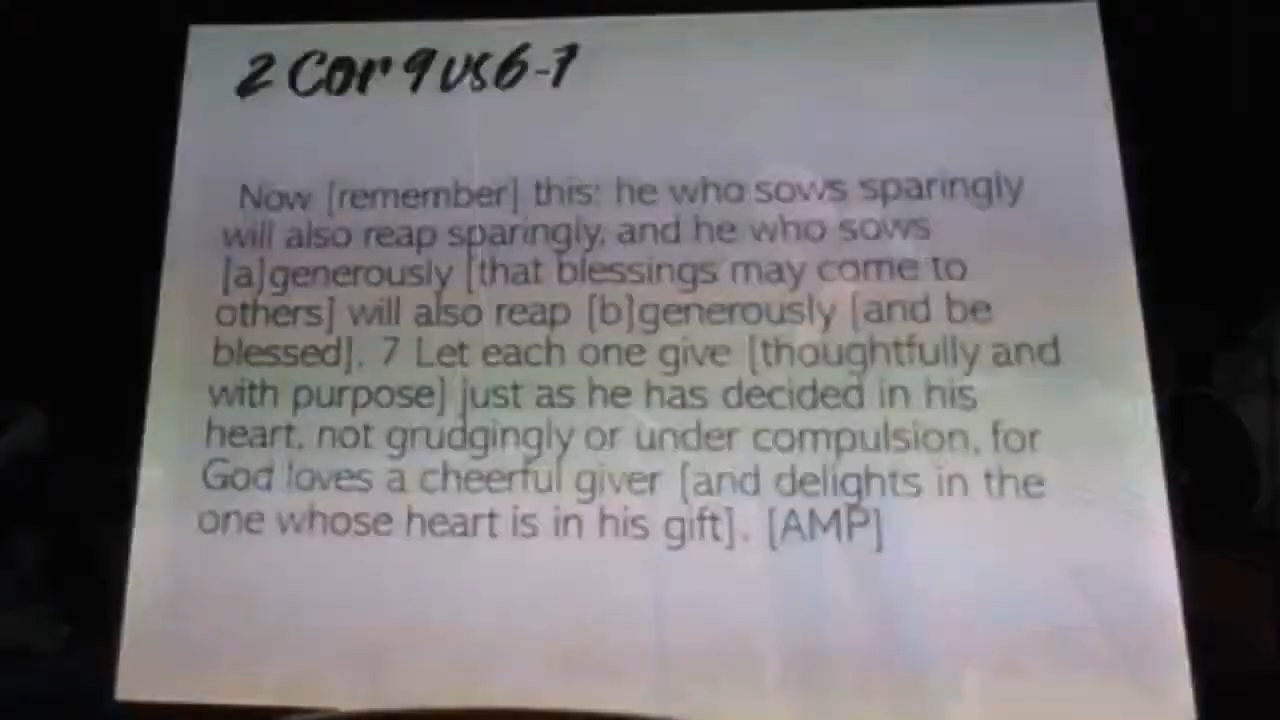 2 Cor 9 vs 6-7
Now [remember] this: he who sows sparingly
will also reap sparingly, and he who sows
[a]generously [that blessings may come to
others] will also reap [b]generously [and be
blessed]. 7 Let each one give [thoughtfully and
with purpose] just as he has decided in his
heart, not grudgingly or under compulsion, for
God loves a cheerful giver [and delights in the
one whose heart is in his gift]. [AMP]